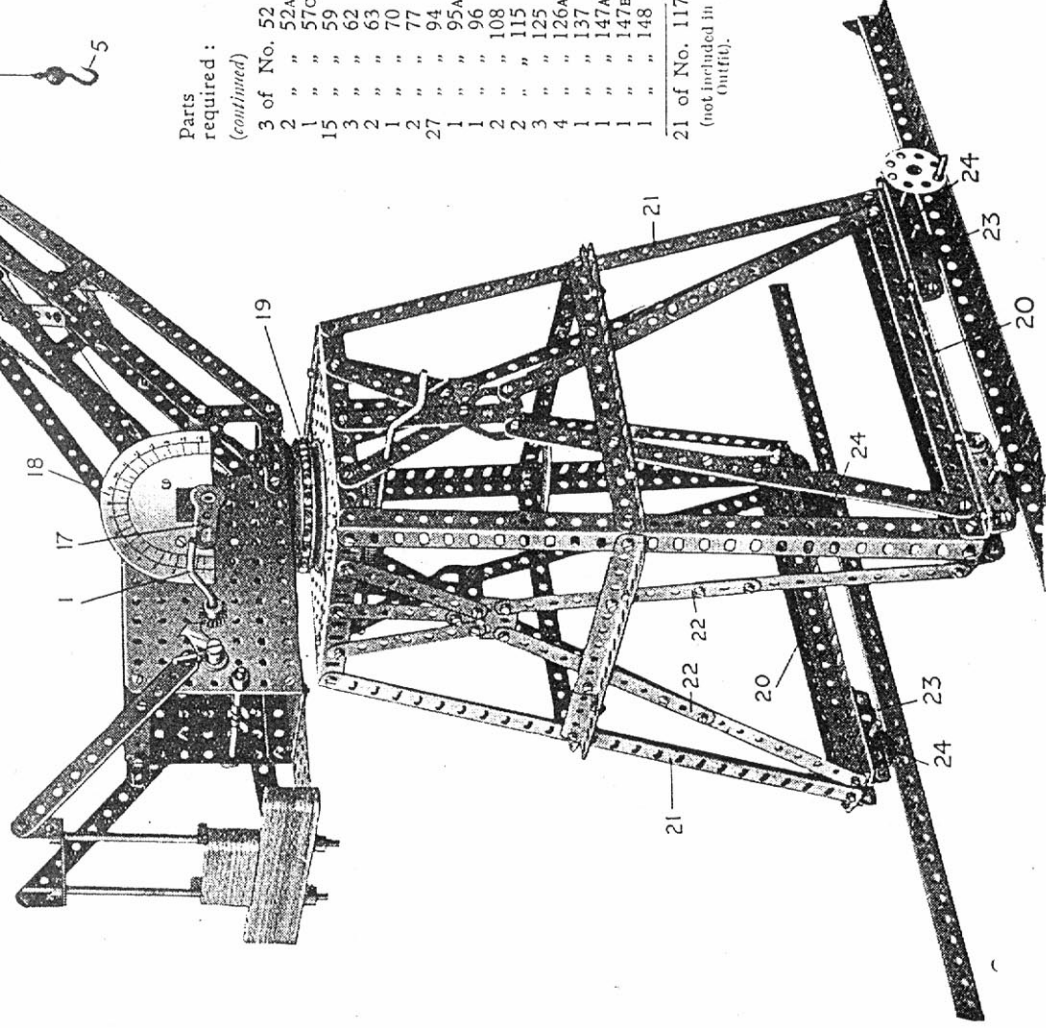 5
Parts
required :
(continued)
3 of No. 52
2 " " 52A
1 " " 57C
15 " " 59
3 " " 62
2 " " 63
1 " " 70
2 " " 77
27 " " 94
1 " " 95A
1 " " 96
2 " " 108
2 " " 115
3 " " 125
4 " " 126A
1 " " 137
1 " " 147A
1 " " 147B
1 " " 148
21 of No. 117
(not included in
Outfit).
18
17
1
19
21
24
23
20
24
22
22
20
23
24
21